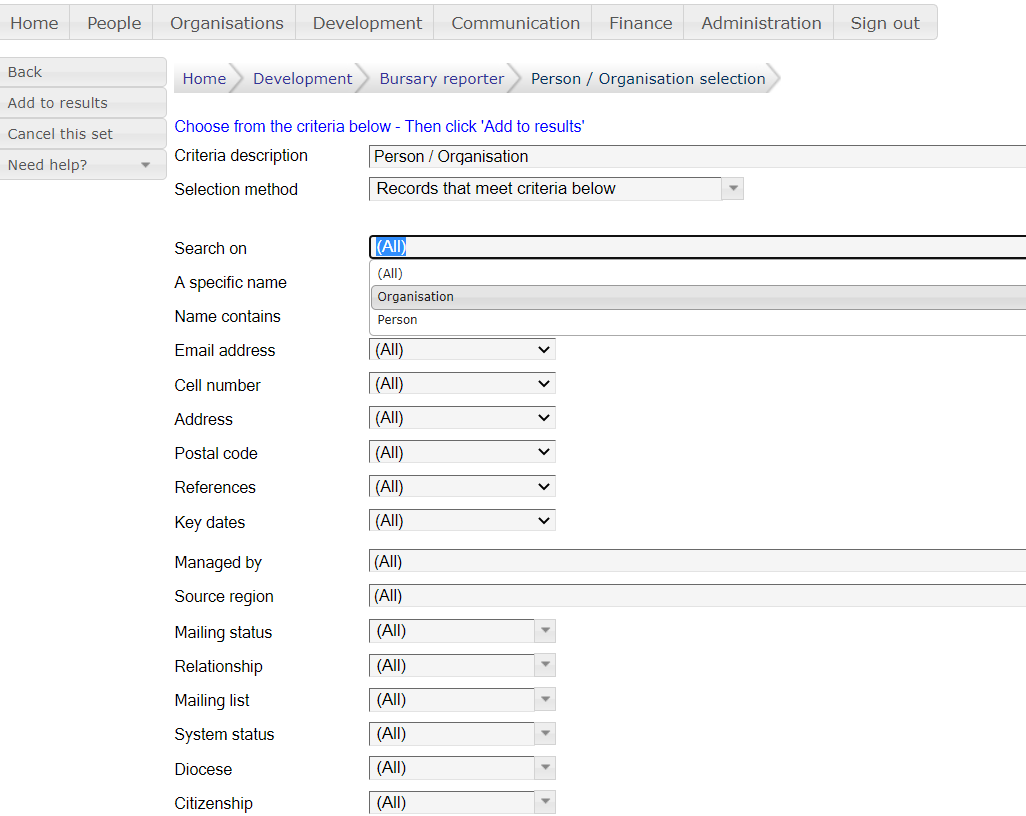 Home People Organisations Development Communication Finance Administration Sign out
Back
Add to results
Cancel this set
Need help?
Home Development Bursary reporter Person / Organisation selection
Choose from the criteria below - Then click 'Add to results'
Criteria description Person / Organisation
Selection method Records that meet criteria below
Search on (All)
(All)
A specific name
Organisation
Name contains
Person
Email address (All)
Cell number (All)
Address (All)
Postal code (All)
References (All)
Key dates (All)
Managed by (All)
Source region (All)
Mailing status (All)
Relationship (All)
Mailing list (All)
System status (All)
Diocese (All)
Citizenship (All)